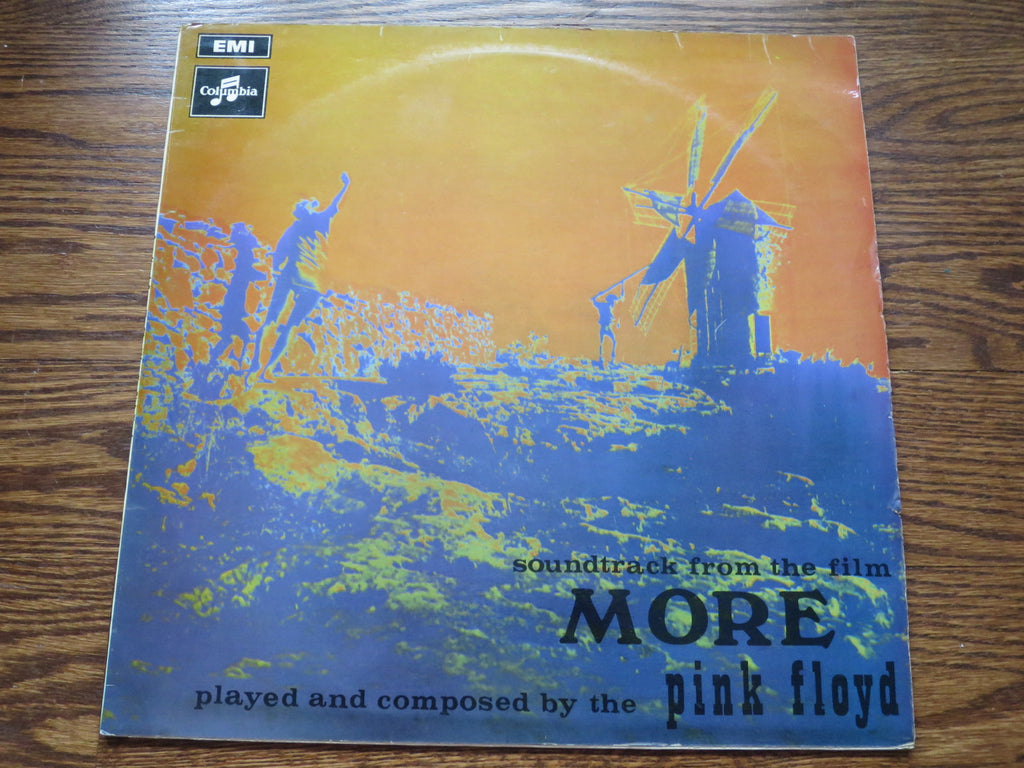 EMI
Columbia
soundtrack from the film
MORE
played and composed by the pink floyd